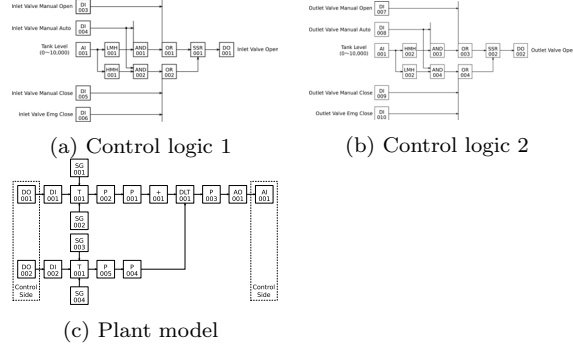 Inlet Valve Manual Open DI 003
Inlet Valve Manual Auto DI 004
Tank Level (0~10,000) AI 001 LMH 001 AND 001 OR 001 SSR 001 DO 001 Inlet Valve Open
HMH 001 AND 002 OR 002
Inlet Valve Manual Close DI 005
Inlet Valve Emg Close DI 006
(a) Control logic 1
Outlet Valve Manual Open DI 007
Outlet Valve Manual Auto DI 008
Tank Level (0~10,000) AI 001 HMH 002 AND 003 OR 003 SSR 002 DO 002 Outlet Valve Ope
LMH 002 AND 004 OR 004
Outlet Valve Manual Close DI 009
Outlet Valve Emg Close DI 010
(b) Control logic 2
SG 001
DO 001 DI 001 T 001 P 002 P 001 + 001 DLT 001 P 003 AO 001 AI 001
SG 002
SG 003
DO 002 DI 002 T 001 P 005 P 004
Control Side
SG 004
Control Side
(c) Plant model